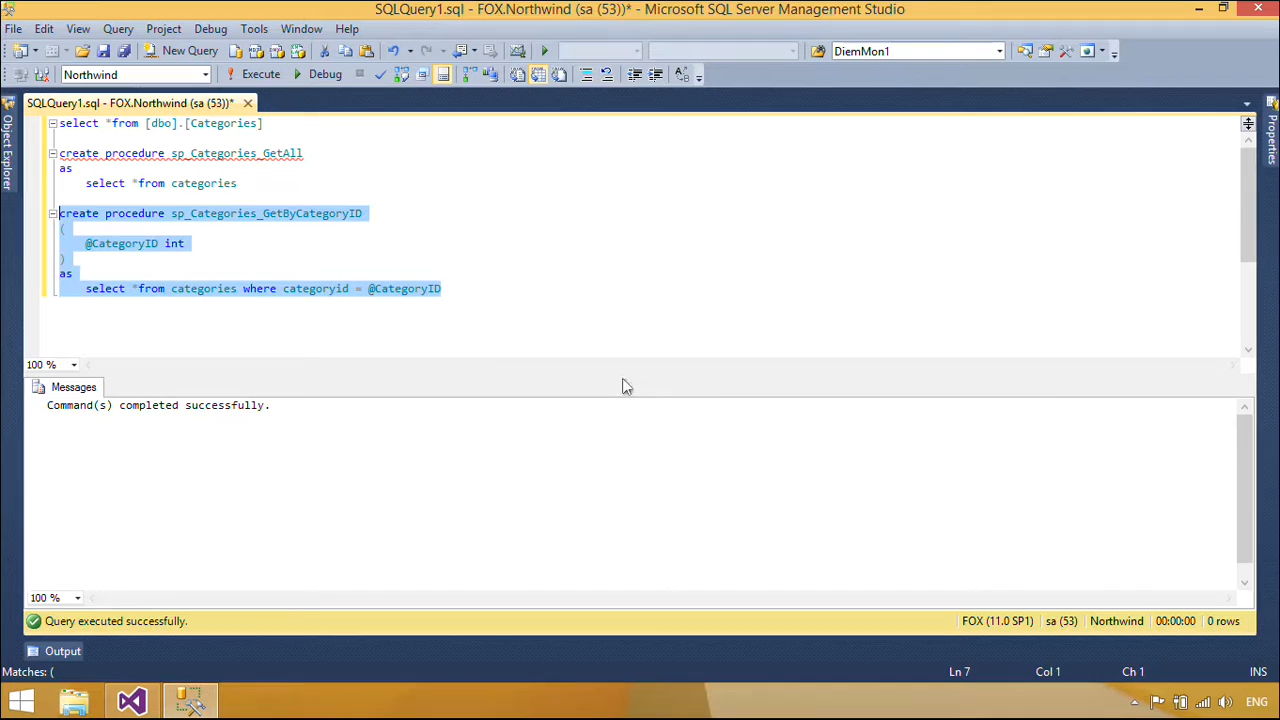 SQLQuery1.sql - FOX.Northwind (sa (53))* - Microsoft SQL Server Management Studio
File Edit View Query Project Debug Tools Window Help
New Query DiemMon1
Northwind Execute Debug
SQLQuery1.sql - FOX.Northwind (sa (53))*
Object Explorer
Properties
select *from [dbo].[Categories]
create procedure sp_Categories_GetAll
as
select *from categories
create procedure sp_Categories_GetByCategoryID
(
@CategoryID int
)
as
select *from categories where categoryid = @CategoryID
100 %
Messages
Command(s) completed successfully.
100 %
Query executed successfully. FOX (11.0 SP1) sa (53) Northwind 00:00:00 0 rows
Output
Matches: ( Ln 7 Col 1 Ch 1 INS
ENG